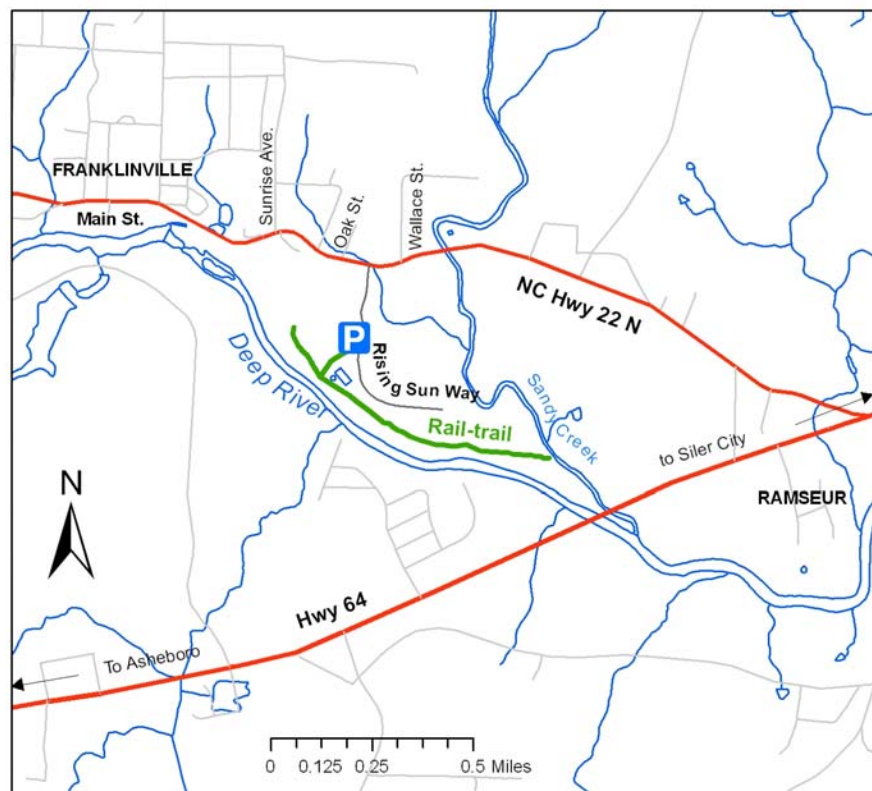 FRANKLINVILLE
Main St.
Sunrise Ave.
Oak St.
Wallace St.
NC Hwy 22 N
P
Rising Sun Way
Deep River
Rail-trail
Sandy Creek
to Siler City
RAMSEUR
N
Hwy 64
To Asheboro
0 0.125 0.25 0.5 Miles